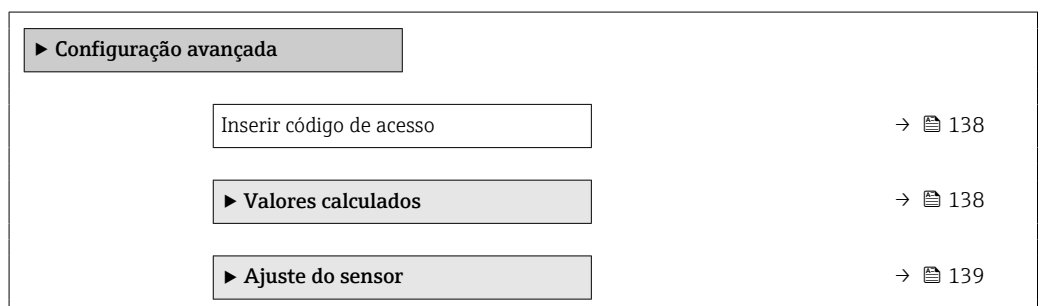 ▶ Configuração avançada
Inserir código de acesso → 138
▶ Valores calculados → 138
▶ Ajuste do sensor → 139